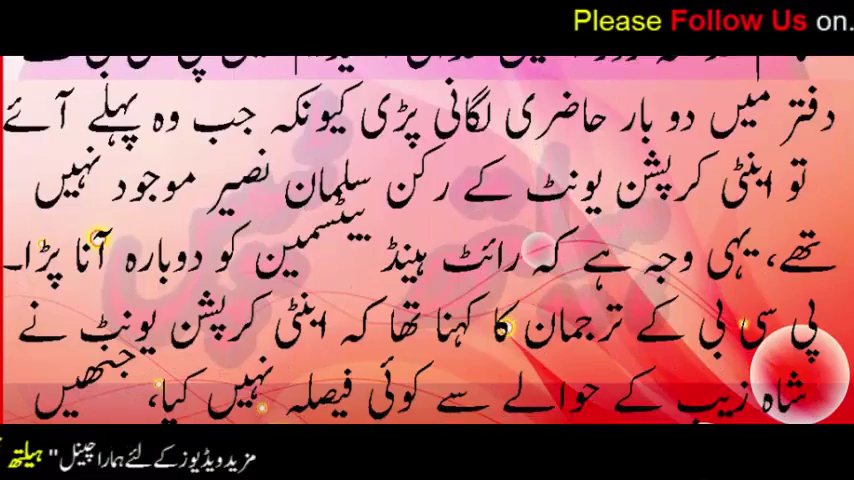 Please Follow Us on.
دفتر میں دو بار حاضری لگانی پڑی کیونکہ جب وہ پہلے آئے
تو اینٹی کرپشن یونٹ کے رکن سلمان نصیر موجود نہیں
تھے، یہی وجہ ہے کہ رائٹ ہینڈ بیٹسمین کو دوبارہ آنا پڑا۔
پی سی بی کے ترجمان کا کہنا تھا کہ اینٹی کرپشن یونٹ نے
شاہ زیب کے حوالے سے کوئی فیصلہ نہیں کیا، جنھیں
مزید ویڈیوز کے لئے ہمارا چینل" ہیلتھ